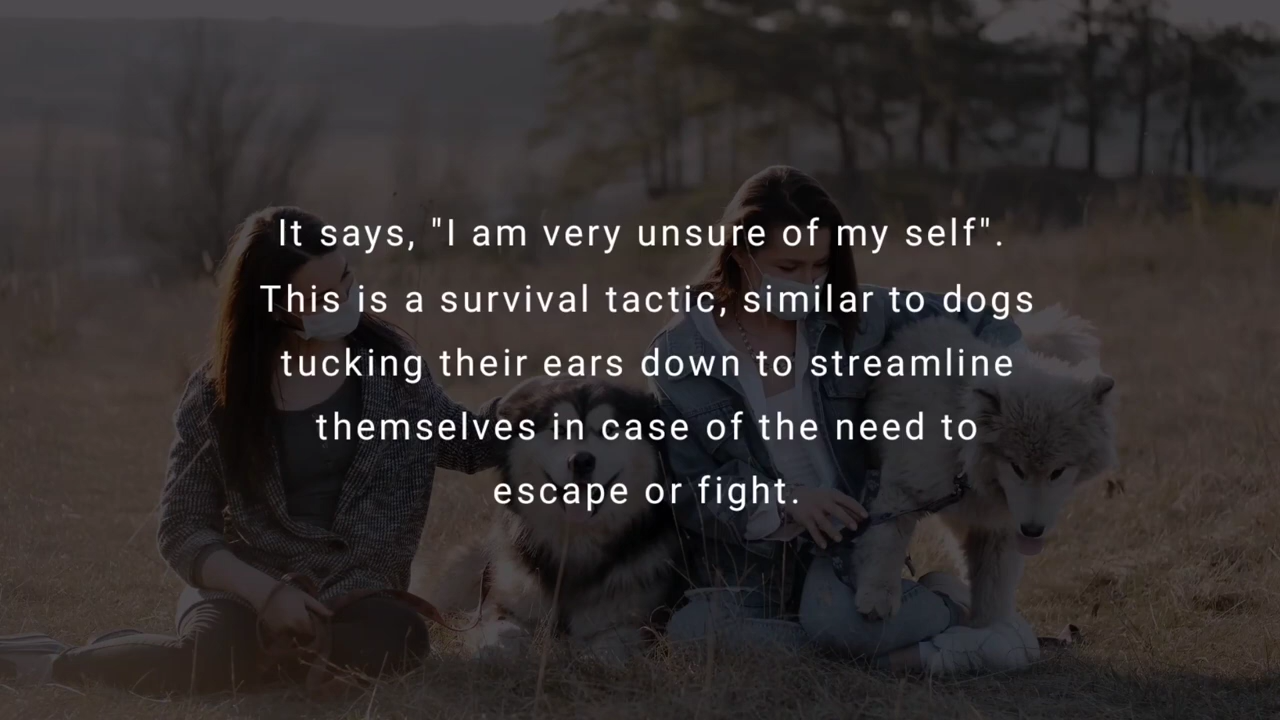 It says, "I am very unsure of my self".
This is a survival tactic, similar to dogs
tucking their ears down to streamline
themselves in case of the need to
escape or fight.